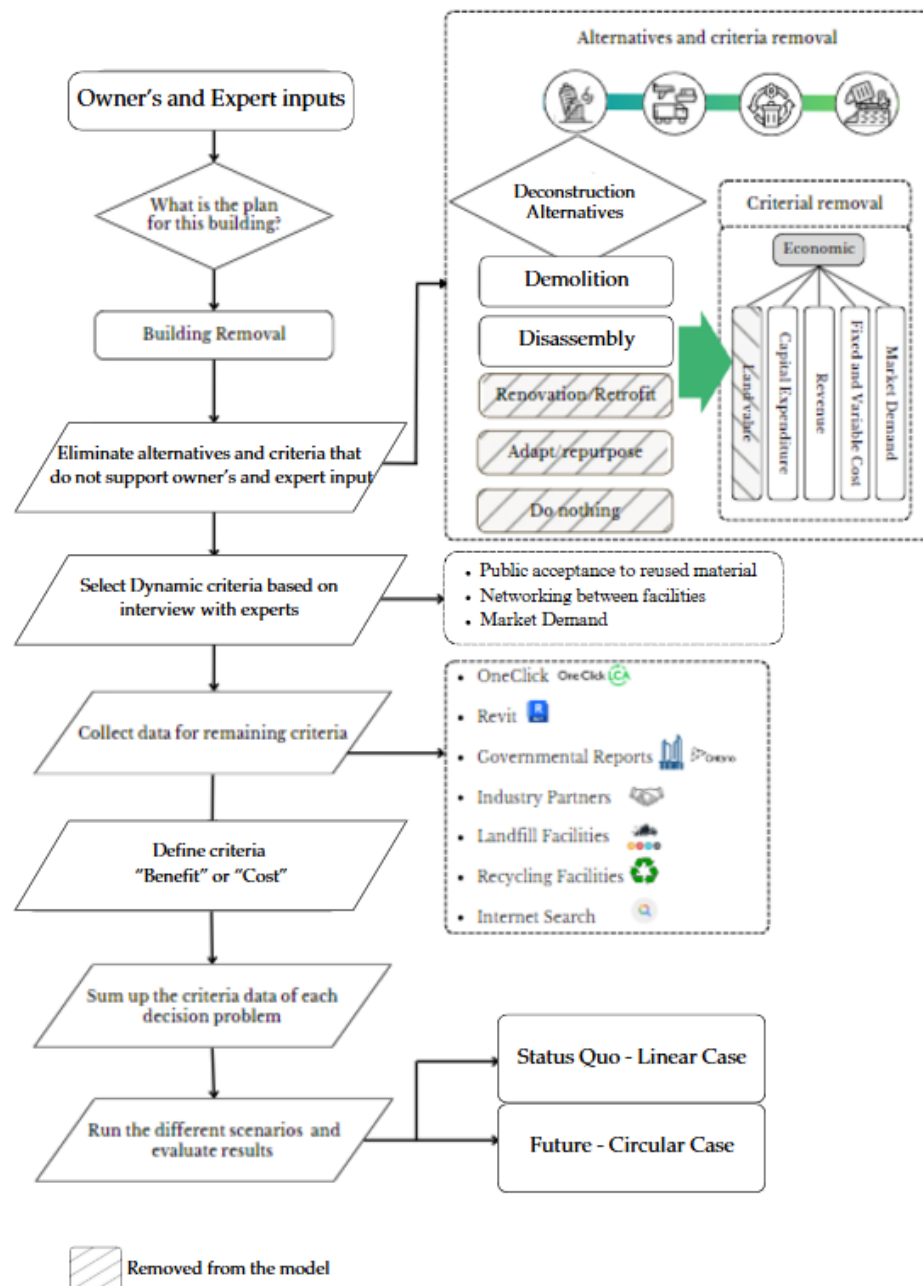 Owner's and Expert inputs
What is the plan
for this building?
Building Removal
Eliminate alternatives and criteria that
do not support owner's and expert input
Alternatives and criteria removal
Deconstruction
Alternatives
Demolition
Disassembly
Renovation/Retrofit
Adapt/repurpose
Do nothing
Criterial removal
Economic
Land value
Capital Expenditure
Revenue
Fixed and Variable Cost
Market Demand
Select Dynamic criteria based on
interview with experts
• Public acceptance to reused material
• Networking between facilities
• Market Demand
Collect data for remaining criteria
• OneClick One Click LCA
• Revit R
• Governmental Reports Ontario
• Industry Partners
• Landfill Facilities
• Recycling Facilities
• Internet Search
Define criteria
“Benefit” or “Cost”
Sum up the criteria data of each
decision problem
Run the different scenarios and
evaluate results
Status Quo - Linear Case
Future - Circular Case
Removed from the model